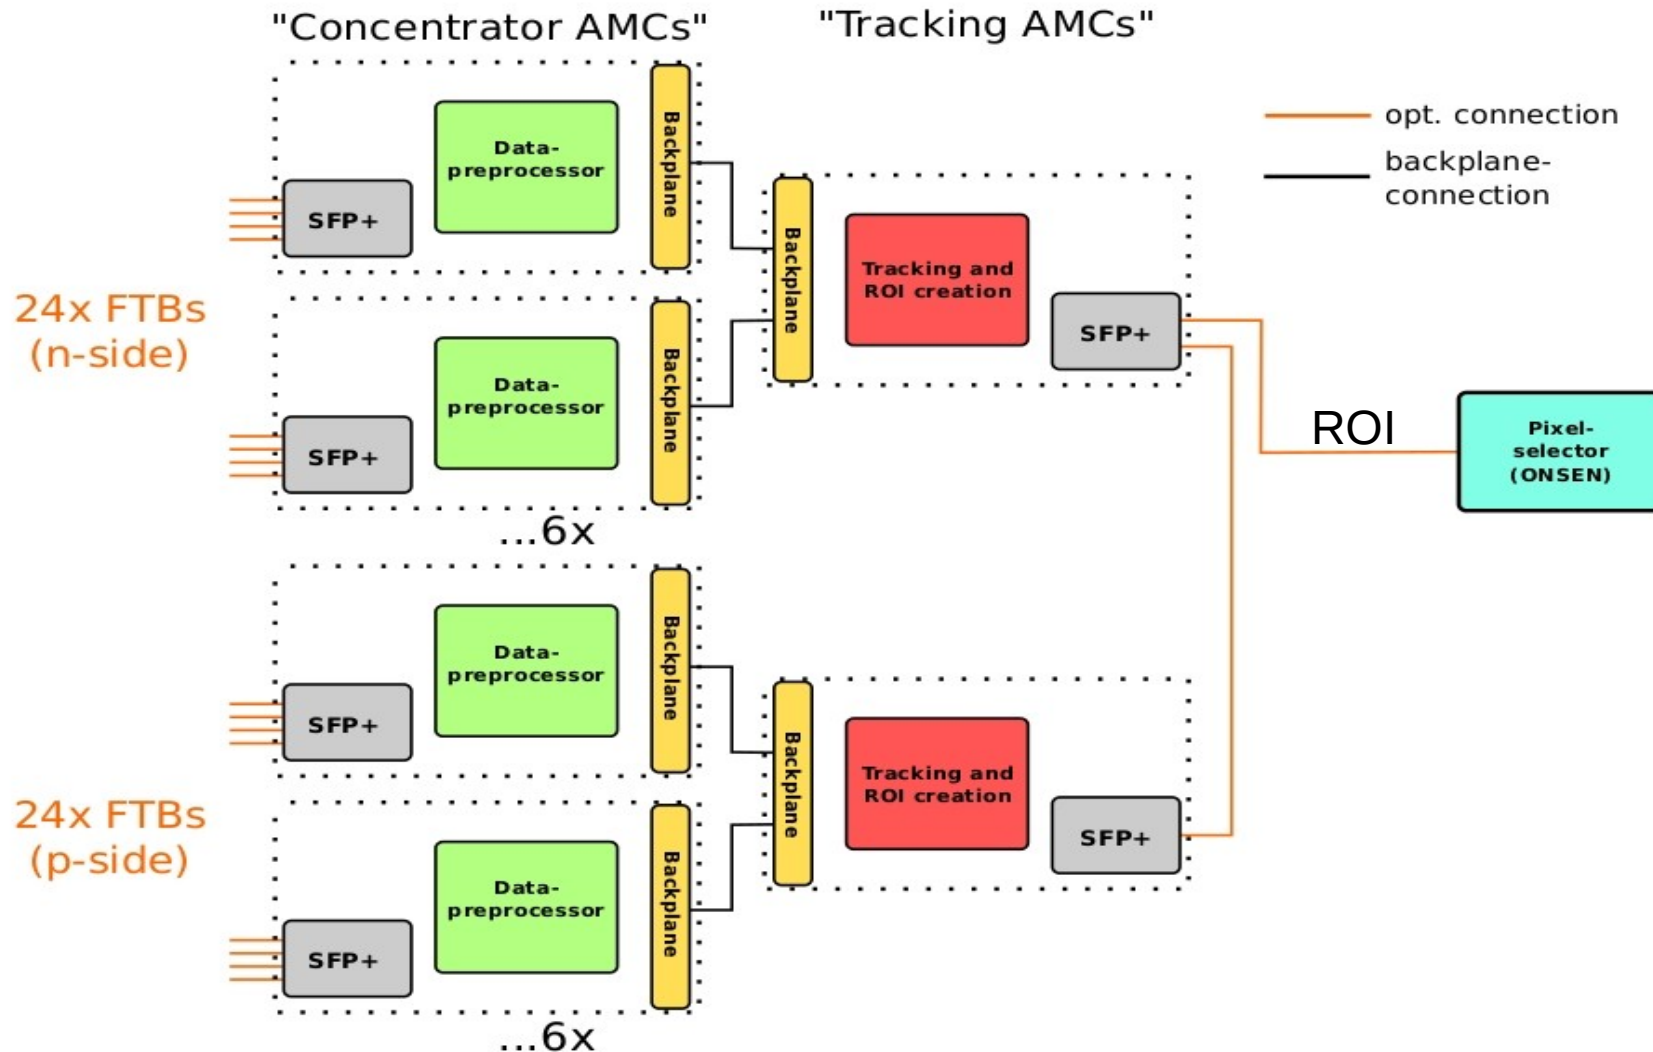 "Concentrator AMCs"
"Tracking AMCs"
opt. connection
backplane-
connection
24x FTBs
(n-side)
SFP+
Data-
preprocessor
Backplane
SFP+
Data-
preprocessor
Backplane
...6x
Backplane
Tracking and
ROI creation
SFP+
ROI
Pixel-
selector
(ONSEN)
24x FTBs
(p-side)
SFP+
Data-
preprocessor
Backplane
SFP+
Data-
preprocessor
Backplane
...6x
Backplane
Tracking and
ROI creation
SFP+